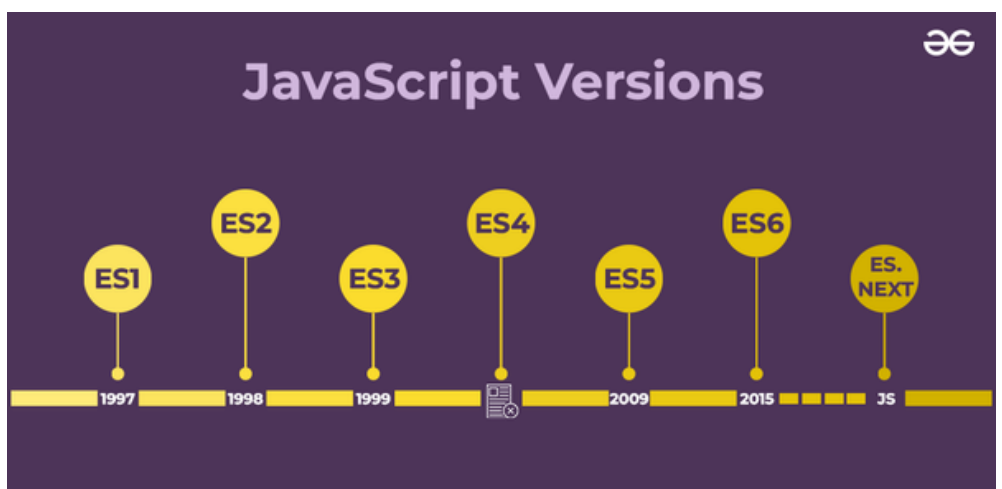 JavaScript Versions
ES1
ES2
ES3
ES4
ES5
ES6
ES.
NEXT
1997
1998
1999
2009
2015
JS